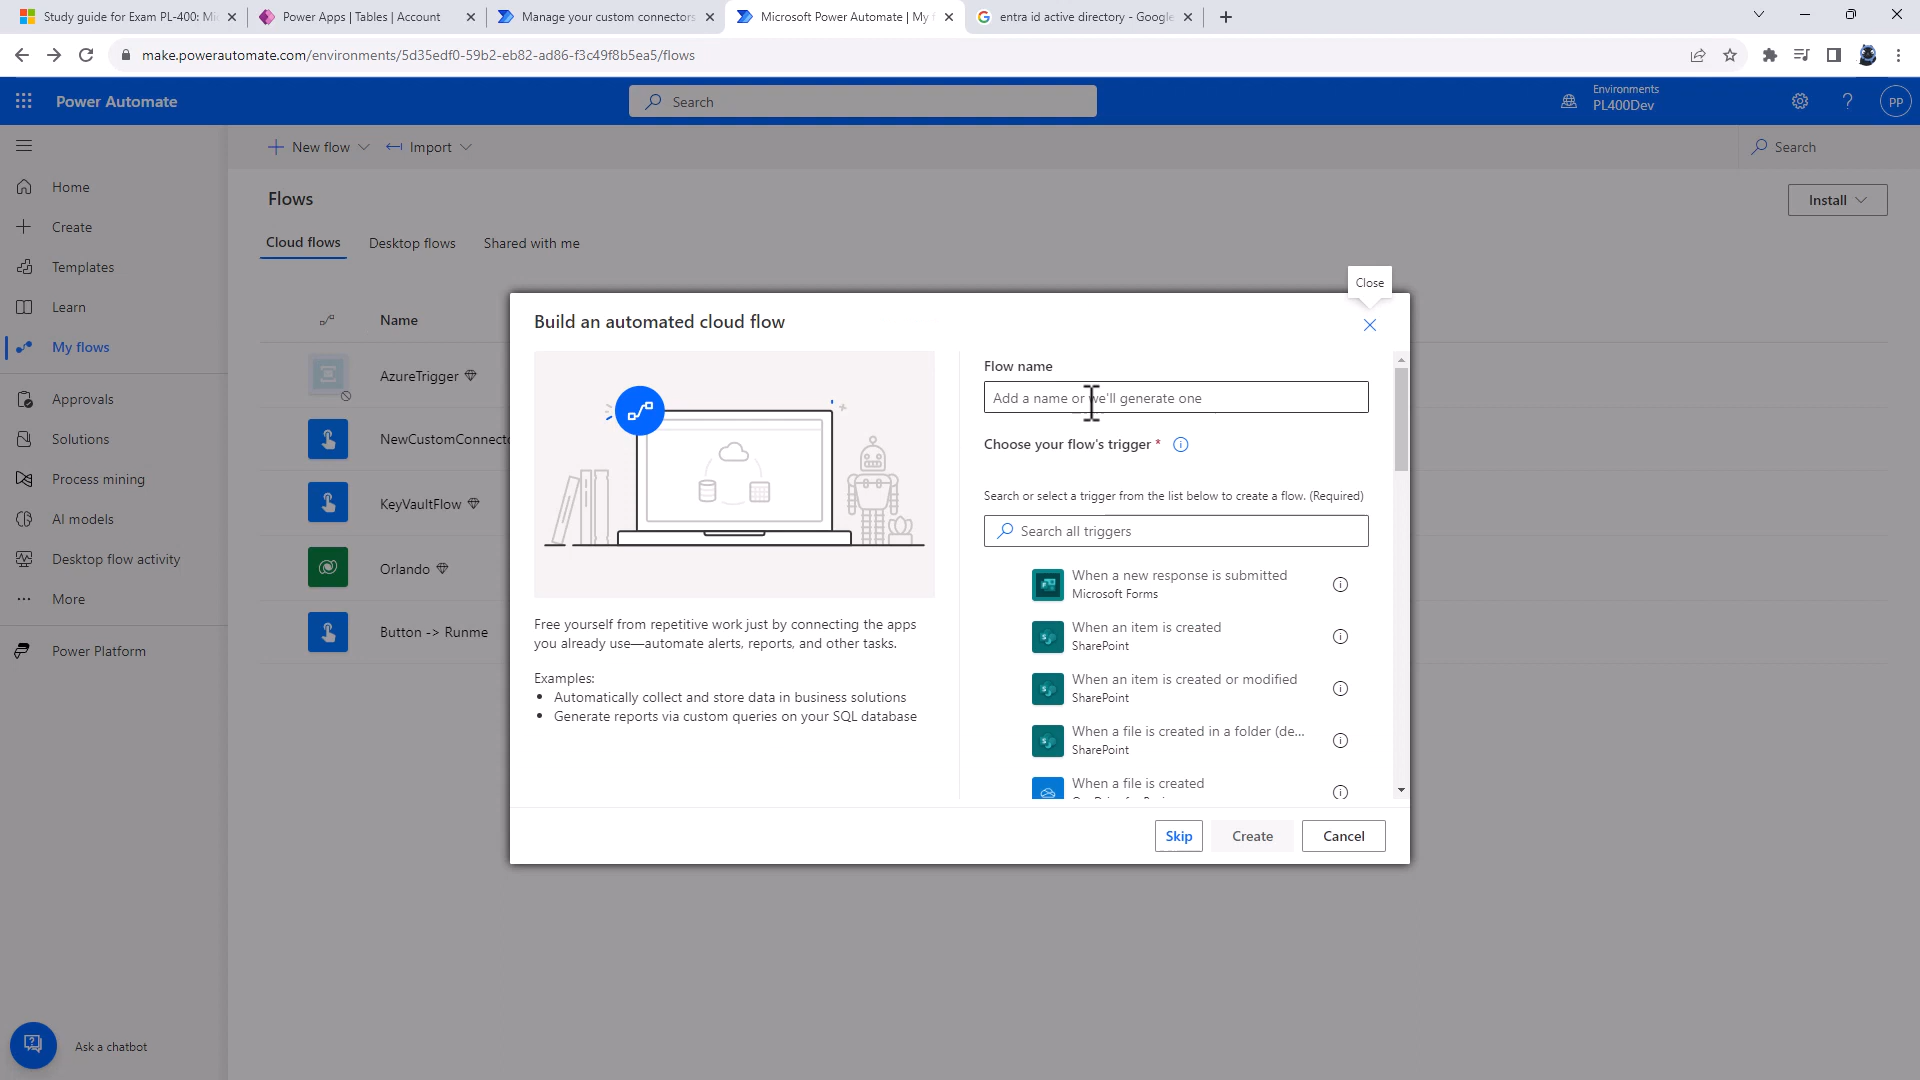 Study guide for Exam PL-400: Mi
Power Apps | Tables | Account
Manage your custom connectors
Microsoft Power Automate | My f
entra id active directory - Google
make.powerautomate.com/environments/5d35edf0-59b2-eb82-ad86-f3c49f8b5ea5/flows
Power Automate
Search
Environments
PL400Dev
PP
New flow
Import
Search
Home
Create
Templates
Learn
My flows
Approvals
Solutions
Process mining
AI models
Desktop flow activity
More
Power Platform
Ask a chatbot
Flows
Install
Cloud flows
Desktop flows
Shared with me
Name
AzureTrigger
NewCustomConnecto
KeyVaultFlow
Orlando
Button -> Runme
Close
Build an automated cloud flow
Free yourself from repetitive work just by connecting the apps
you already use—automate alerts, reports, and other tasks.
Examples:
• Automatically collect and store data in business solutions
• Generate reports via custom queries on your SQL database
Flow name
Add a name or we'll generate one
Choose your flow's trigger *
Search or select a trigger from the list below to create a flow. (Required)
Search all triggers
When a new response is submitted
Microsoft Forms
When an item is created
SharePoint
When an item is created or modified
SharePoint
When a file is created in a folder (de...
SharePoint
When a file is created
Skip
Create
Cancel